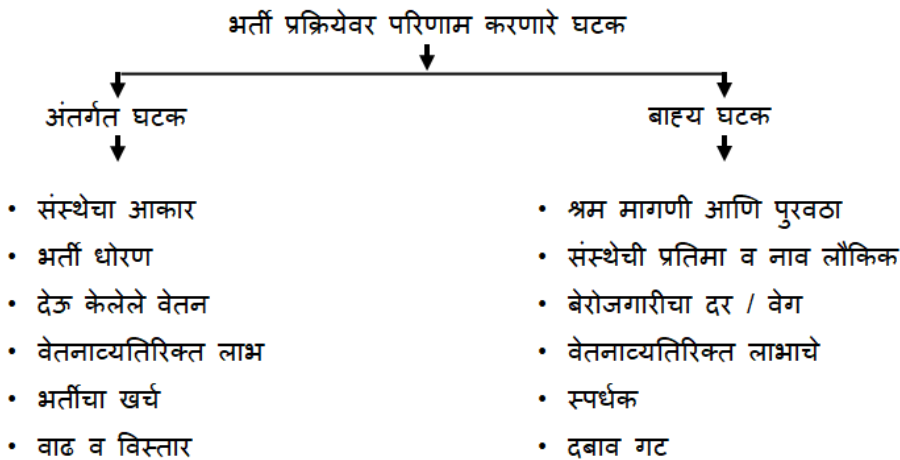 भर्ती प्रक्रियेवर परिणाम करणारे घटक
अंतर्गत घटक
बाह्य घटक
• संस्थेचा आकार
• भर्ती धोरण
• देऊ केलेले वेतन
• वेतनाव्यतिरिक्त लाभ
• भर्तीचा खर्च
• वाढ व विस्तार
• श्रम मागणी आणि पुरवठा
• संस्थेची प्रतिमा व नाव लौकिक
• बेरोजगारीचा दर / वेग
• वेतनाव्यतिरिक्त लाभाचे
• स्पर्धक
• दबाव गट